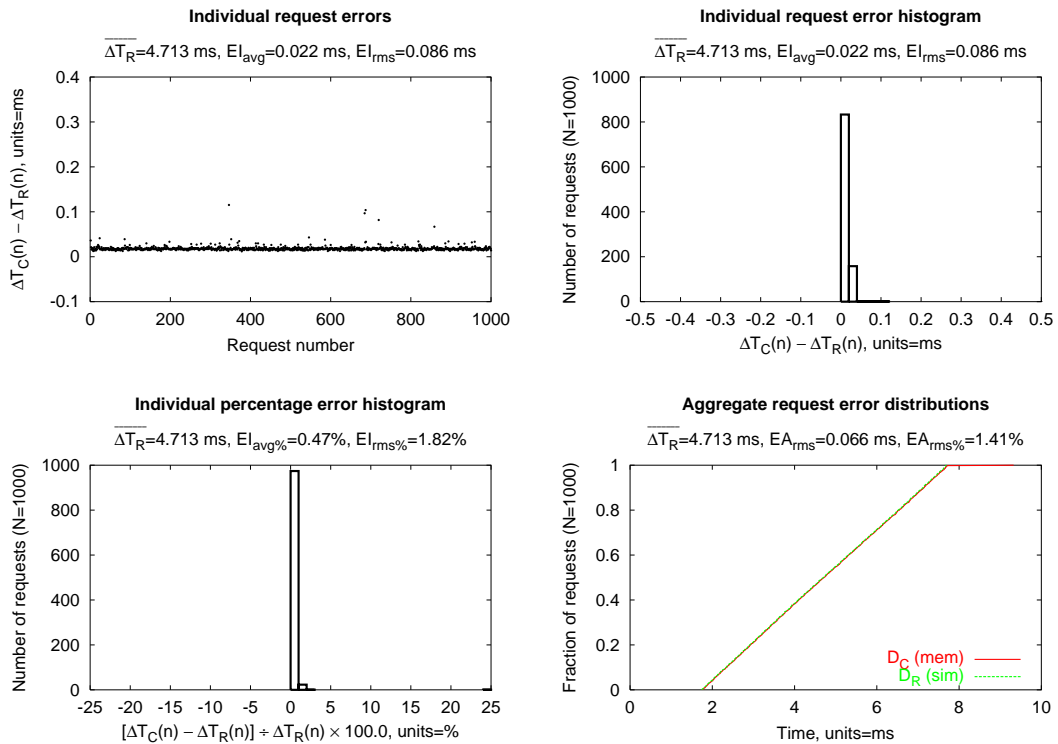 Individual request errors
ΔT_R=4.713 ms, EI_avg=0.022 ms, EI_rms=0.086 ms
ΔT_C(n) − ΔT_R(n), units=ms
0.4
0.3
0.2
0.1
0
-0.1
0 200 400 600 800 1000
Request number
Individual request error histogram
ΔT_R=4.713 ms, EI_avg=0.022 ms, EI_rms=0.086 ms
Number of requests (N=1000)
1000
800
600
400
200
0
-0.5 -0.4 -0.3 -0.2 -0.1 0 0.1 0.2 0.3 0.4 0.5
ΔT_C(n) − ΔT_R(n), units=ms
Individual percentage error histogram
ΔT_R=4.713 ms, EI_avg%=0.47%, EI_rms%=1.82%
Number of requests (N=1000)
1000
800
600
400
200
0
-25 -20 -15 -10 -5 0 5 10 15 20 25
[ΔT_C(n) − ΔT_R(n)] ÷ ΔT_R(n) × 100.0, units=%
Aggregate request error distributions
ΔT_R=4.713 ms, EA_rms=0.066 ms, EA_rms%=1.41%
Fraction of requests (N=1000)
1
0.8
0.6
0.4
0.2
0
D_C (mem)
D_R (sim)
0 2 4 6 8 10
Time, units=ms